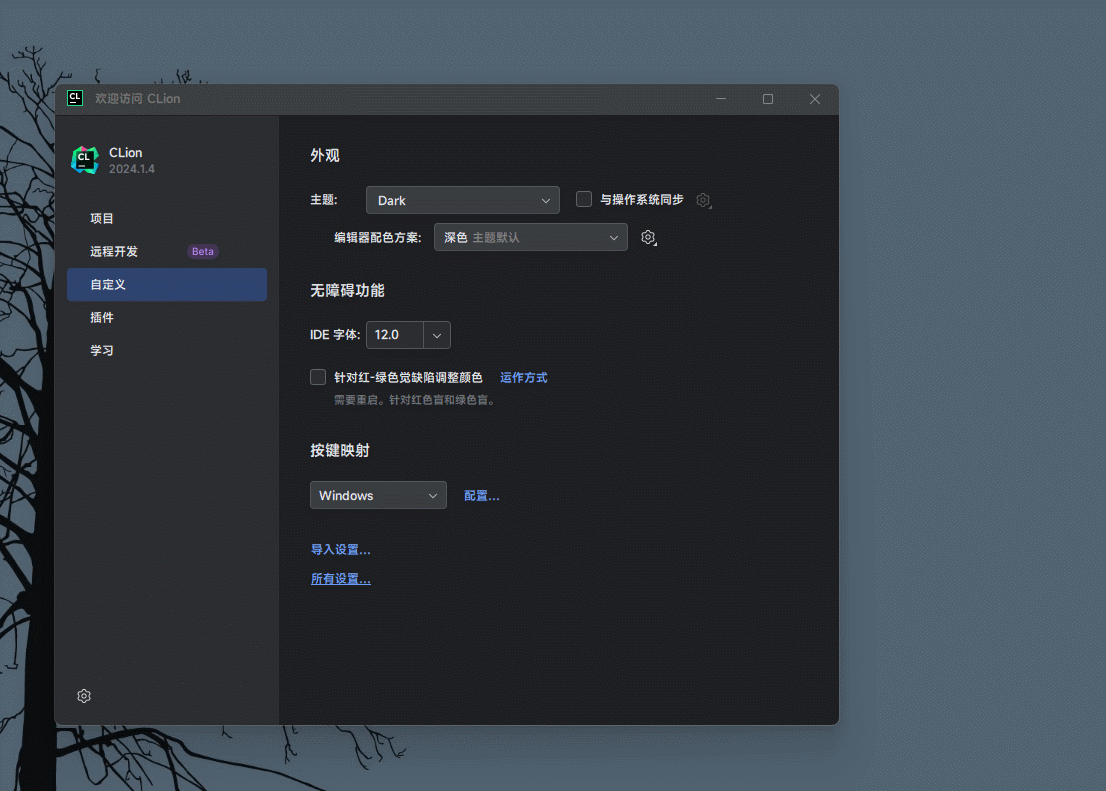 CL 欢迎访问 CLion
CL CLion
2024.1.4
项目
远程开发 Beta
自定义
插件
学习
外观
主题: Dark 与操作系统同步
编辑器配色方案: 深色 主题默认
无障碍功能
IDE 字体: 12.0
针对红-绿色觉缺陷调整颜色 运作方式
需要重启。针对红色盲和绿色盲。
按键映射
Windows 配置...
导入设置...
所有设置...